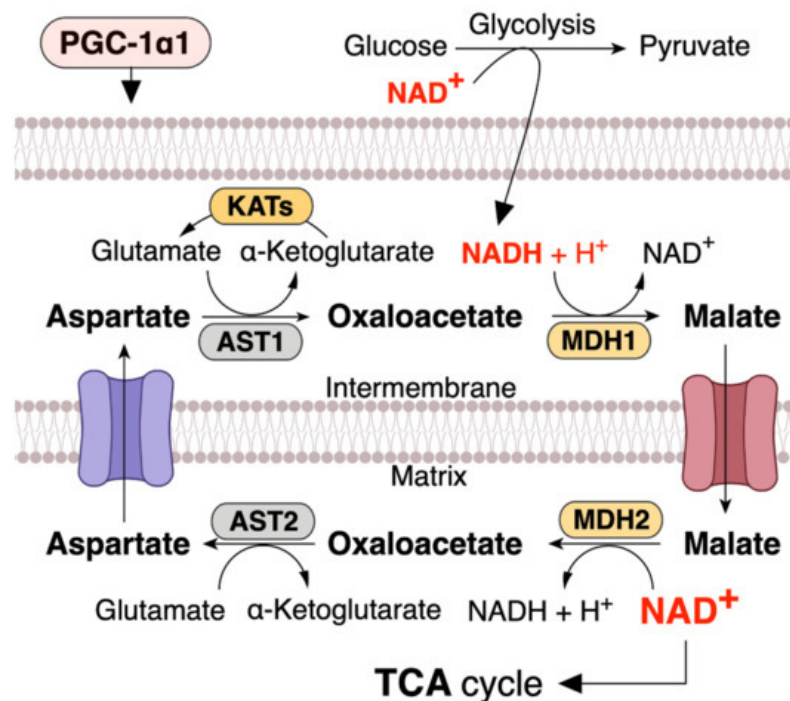 PGC-1α1
Glycolysis
Glucose
Pyruvate
NAD⁺
KATs
Glutamate
α-Ketoglutarate
NADH + H⁺
NAD⁺
Aspartate
Oxaloacetate
Malate
AST1
MDH1
Intermembrane
Matrix
AST2
MDH2
Aspartate
Oxaloacetate
Malate
Glutamate
α-Ketoglutarate
NADH + H⁺
NAD⁺
TCA cycle